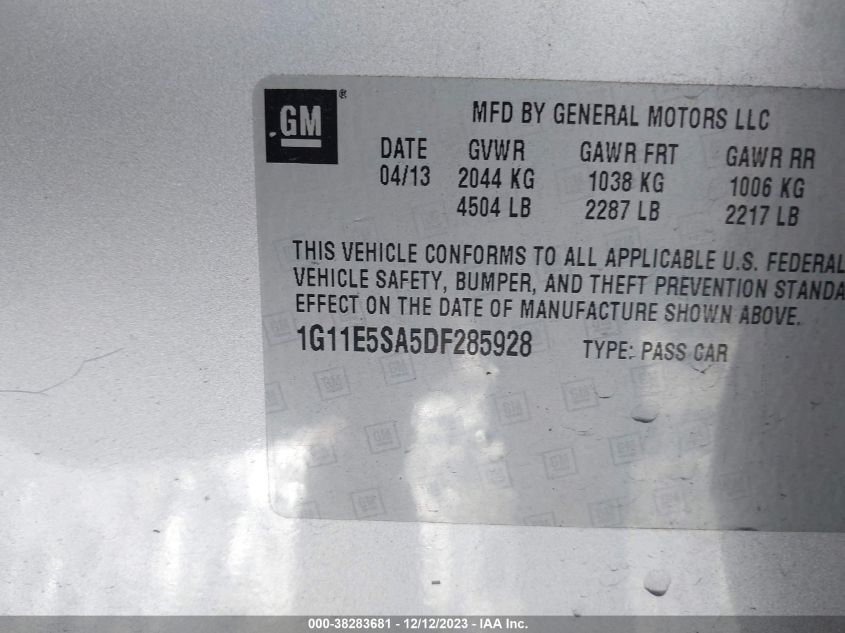 GM®
MFD BY GENERAL MOTORS LLC
DATE GVWR GAWR FRT GAWR RR
04/13 2044 KG 1038 KG 1006 KG
4504 LB 2287 LB 2217 LB
THIS VEHICLE CONFORMS TO ALL APPLICABLE U.S. FEDERAL
VEHICLE SAFETY, BUMPER, AND THEFT PREVENTION STANDA
EFFECT ON THE DATE OF MANUFACTURE SHOWN ABOVE.
1G11E5SA5DF285928 TYPE: PASS CAR
000-38283681 - 12/12/2023 - IAA Inc.